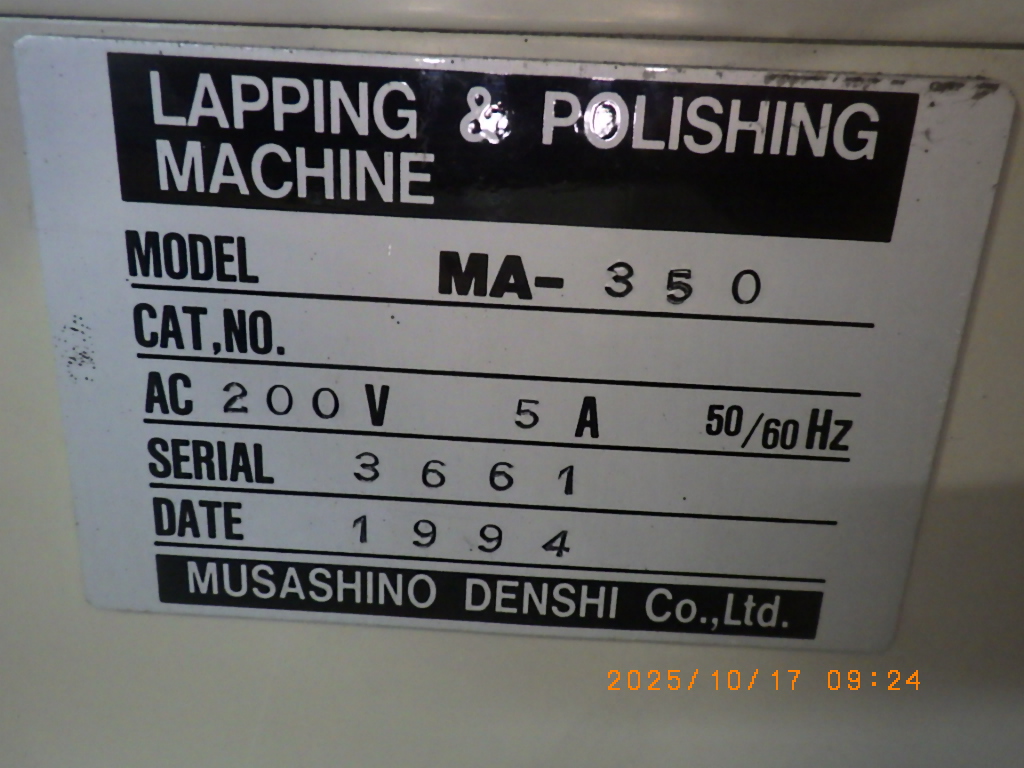 LAPPING & POLISHING
MACHINE
MODEL MA- 350
CAT,NO.
AC 200 V 5 A 50/60 Hz
SERIAL 3661
DATE 1994
MUSASHINO DENSHI Co.,Ltd.
2025/10/17 09:24